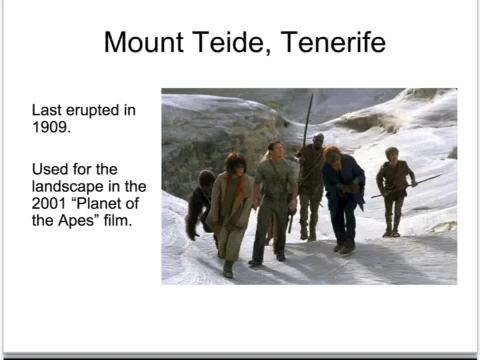 Mount Teide, Tenerife
Last erupted in
1909.
Used for the
landscape in the
2001 “Planet of
the Apes” film.